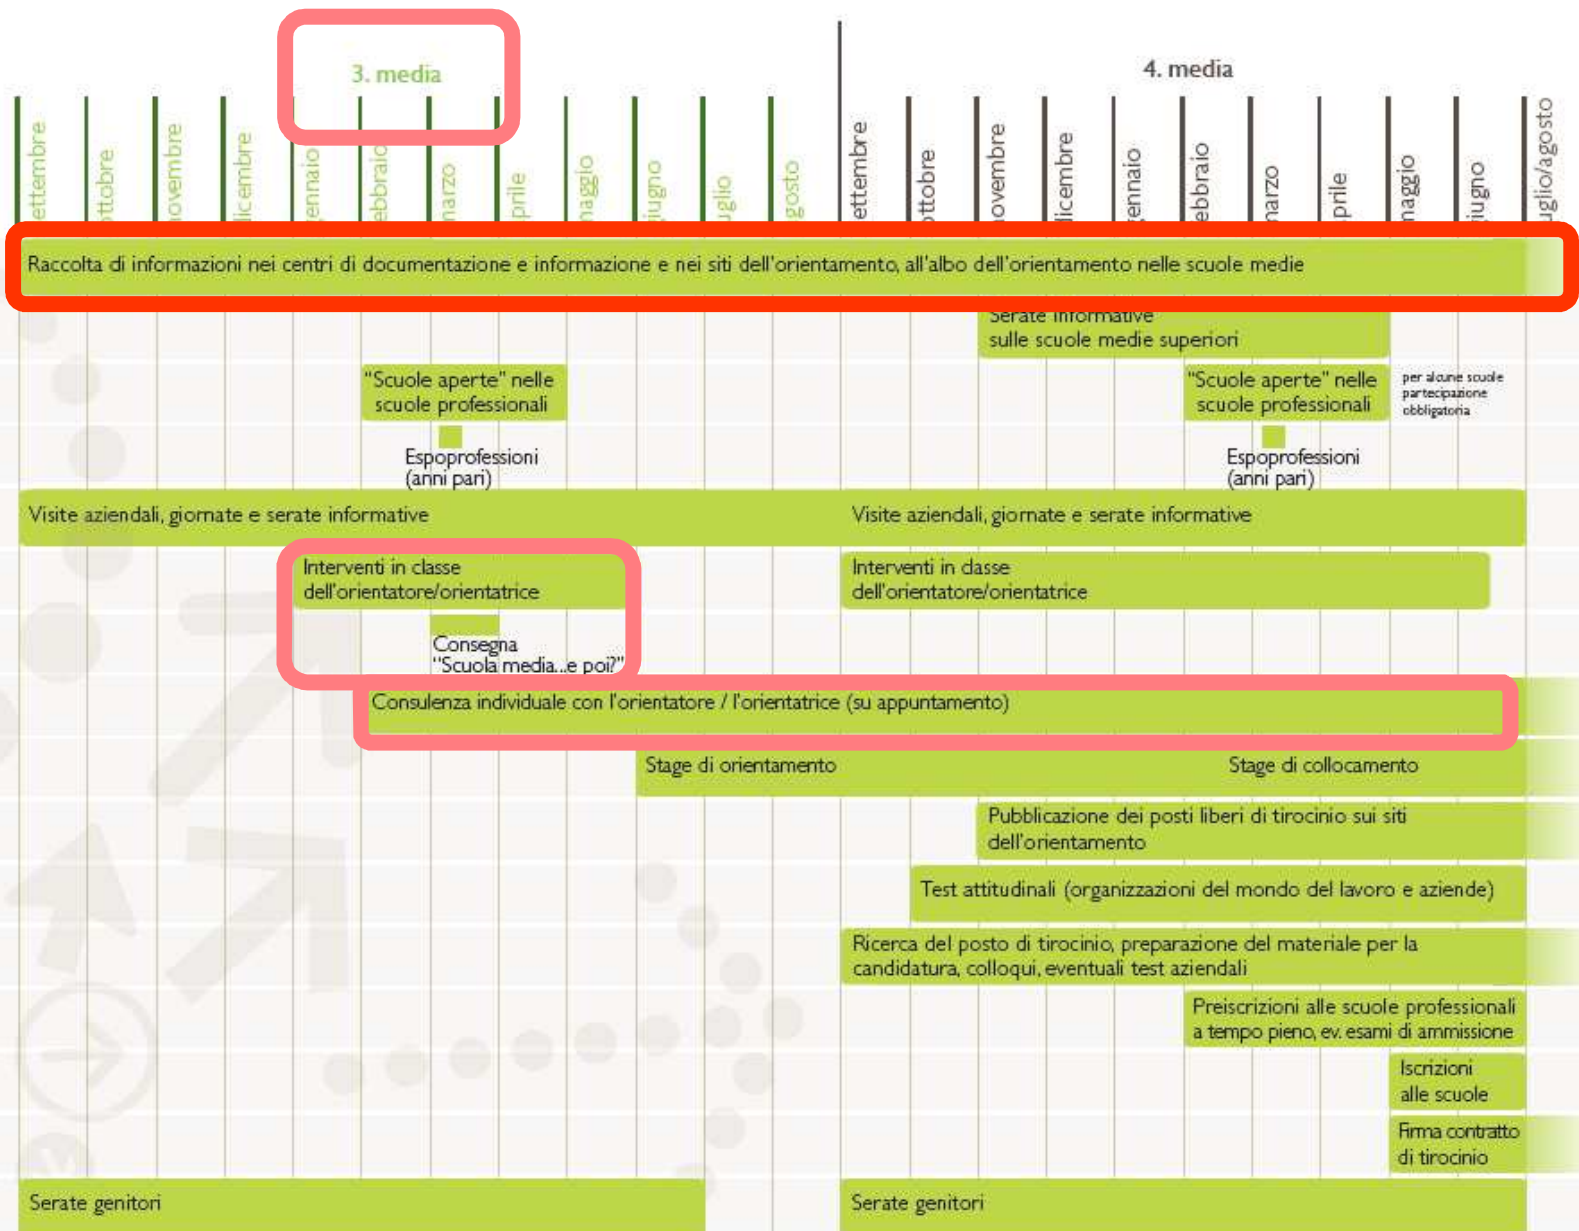 3. media
4. media
ettembre
ttobre
novembre
dicembre
ennaio
ebbraio
marzo
prile
maggio
iugno
uglio
gosto
ettembre
ttobre
novembre
dicembre
ennaio
ebbraio
marzo
prile
maggio
iugno
uglio/agosto
Raccolta di informazioni nei centri di documentazione e informazione e nei siti dell'orientamento, all'albo dell'orientamento nelle scuole medie
Serate informative
sulle scuole medie superiori
"Scuole aperte" nelle
scuole professionali
"Scuole aperte" nelle
scuole professionali
per alcune scuole
partecipazione
obbligatoria
Espoprofessioni
(anni pari)
Espoprofessioni
(anni pari)
Visite aziendali, giornate e serate informative
Visite aziendali, giornate e serate informative
Interventi in classe
dell'orientatore/orientatrice
Interventi in classe
dell'orientatore/orientatrice
Consegna
"Scuola media...e poi?"
Consulenza individuale con l'orientatore / l'orientatrice (su appuntamento)
Stage di orientamento
Stage di collocamento
Pubblicazione dei posti liberi di tirocinio sui siti
dell'orientamento
Test attitudinali (organizzazioni del mondo del lavoro e aziende)
Ricerca del posto di tirocinio, preparazione del materiale per la
candidatura, colloqui, eventuali test aziendali
Preiscrizioni alle scuole professionali
a tempo pieno, ev. esami di ammissione
Iscrizioni
alle scuole
Firma contratto
di tirocinio
Serate genitori
Serate genitori